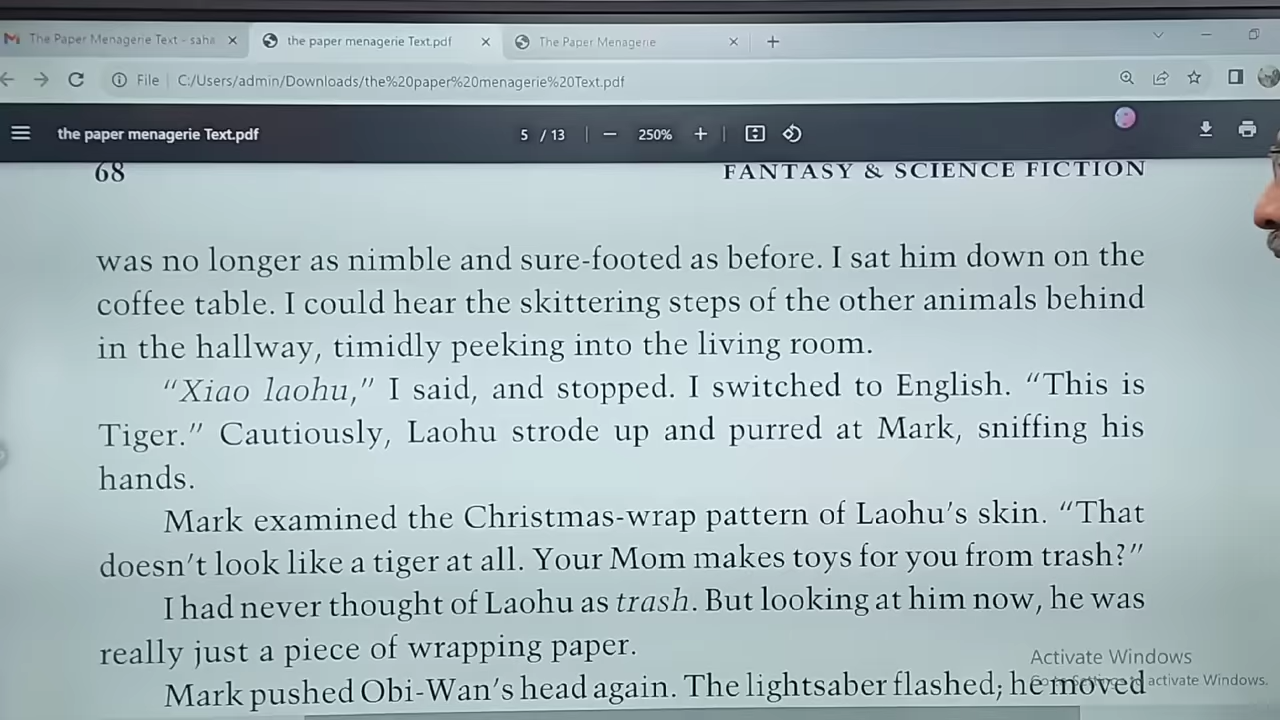 The Paper Menagerie Text - saha
the paper menagerie Text.pdf
The Paper Menagerie
File
C:/Users/admin/Downloads/the%20paper%20menagerie%20Text.pdf
the paper menagerie Text.pdf
5 / 13
250%
68
FANTASY & SCIENCE FICTION
was no longer as nimble and sure-footed as before. I sat him down on the
coffee table. I could hear the skittering steps of the other animals behind
in the hallway, timidly peeking into the living room.
“Xiao laohu,” I said, and stopped. I switched to English. “This is
Tiger.” Cautiously, Laohu strode up and purred at Mark, sniffing his
hands.
Mark examined the Christmas-wrap pattern of Laohu’s skin. “That
doesn’t look like a tiger at all. Your Mom makes toys for you from trash?”
I had never thought of Laohu as trash. But looking at him now, he was
really just a piece of wrapping paper.
Activate Windows
Mark pushed Obi-Wan’s head again. The lightsaber flashed; he moved
Go to Settings to activate Windows.